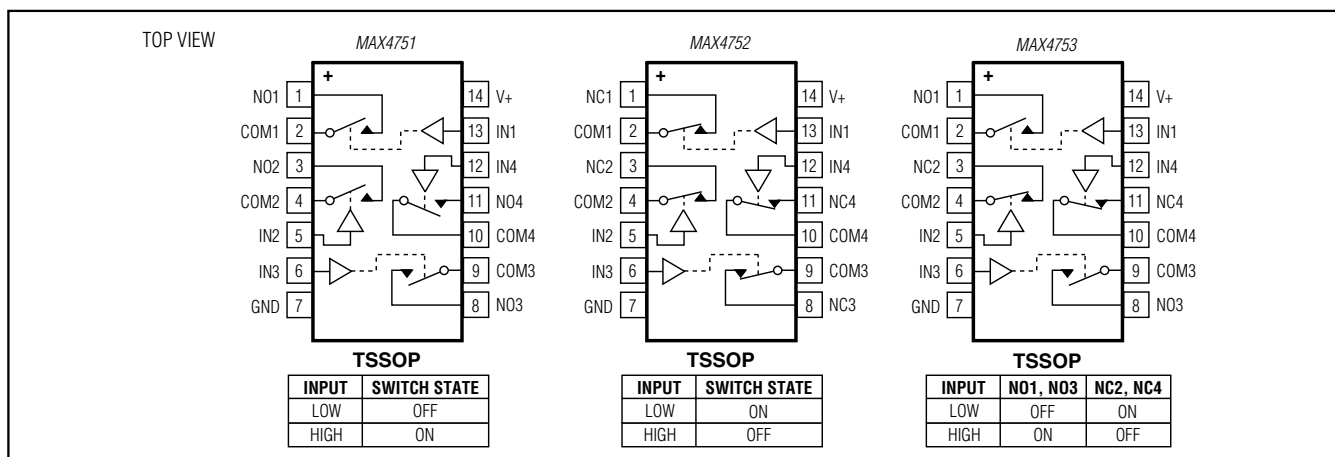 TOP VIEW
MAX4751
+
NO1 1
COM1 2
NO2 3
COM2 4
IN2 5
IN3 6
GND 7
14 V+
13 IN1
12 IN4
11 NO4
10 COM4
9 COM3
8 NO3
TSSOP
INPUT SWITCH STATE
LOW OFF
HIGH ON
MAX4752
+
NC1 1
COM1 2
NC2 3
COM2 4
IN2 5
IN3 6
GND 7
14 V+
13 IN1
12 IN4
11 NC4
10 COM4
9 COM3
8 NC3
TSSOP
INPUT SWITCH STATE
LOW ON
HIGH OFF
MAX4753
+
NO1 1
COM1 2
NC2 3
COM2 4
IN2 5
IN3 6
GND 7
14 V+
13 IN1
12 IN4
11 NC4
10 COM4
9 COM3
8 NO3
TSSOP
INPUT NO1, NO3 NC2, NC4
LOW OFF ON
HIGH ON OFF